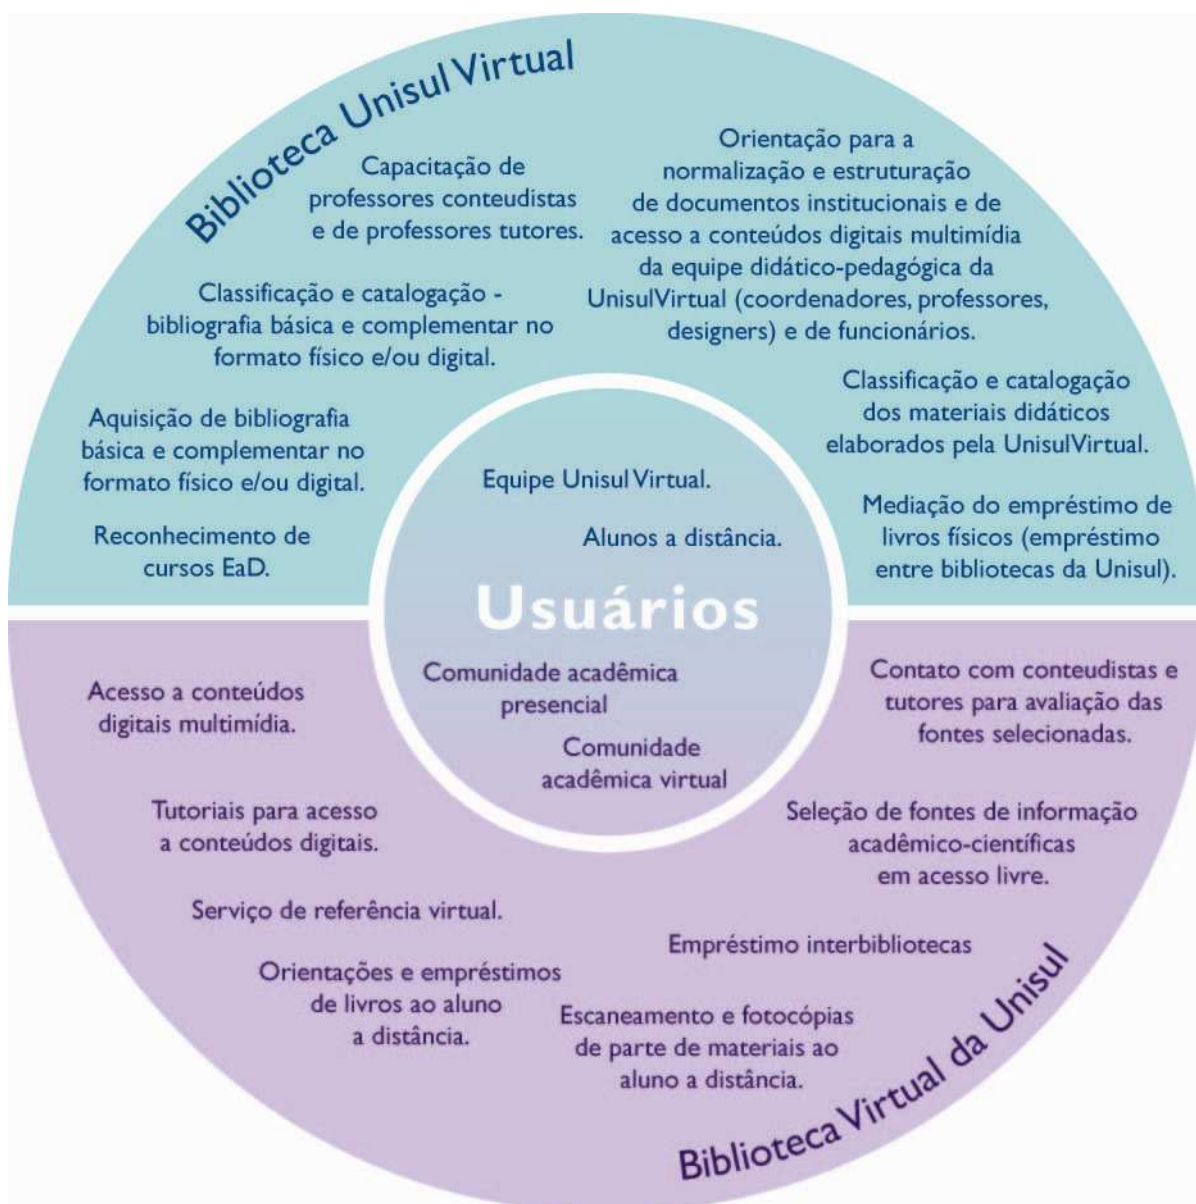 Biblioteca Unisul Virtual
Capacitação de
professores conteudistas
e de professores tutores.
Orientação para a
normalização e estruturação
de documentos institucionais e de
acesso a conteúdos digitais multimídia
da equipe didático-pedagógica da
UnisulVirtual (coordenadores, professores,
designers) e de funcionários.
Classificação e catalogação -
bibliografia básica e complementar no
formato físico e/ou digital.
Classificação e catalogação
dos materiais didáticos
elaborados pela UnisulVirtual.
Aquisição de bibliografia
básica e complementar no
formato físico e/ou digital.
Mediação do empréstimo de
livros físicos (empréstimo
entre bibliotecas da Unisul).
Reconhecimento de
cursos EaD.
Equipe Unisul Virtual.
Alunos a distância.
Usuários
Comunidade acadêmica
presencial
Comunidade
acadêmica virtual
Acesso a conteúdos
digitais multimídia.
Contato com conteudistas e
tutores para avaliação das
fontes selecionadas.
Tutoriais para acesso
a conteúdos digitais.
Seleção de fontes de informação
acadêmico-científicas
em acesso livre.
Serviço de referência virtual.
Empréstimo interbibliotecas
Orientações e empréstimos
de livros ao aluno
a distância.
Escaneamento e fotocópias
de parte de materiais ao
aluno a distância.
Biblioteca Virtual da Unisul